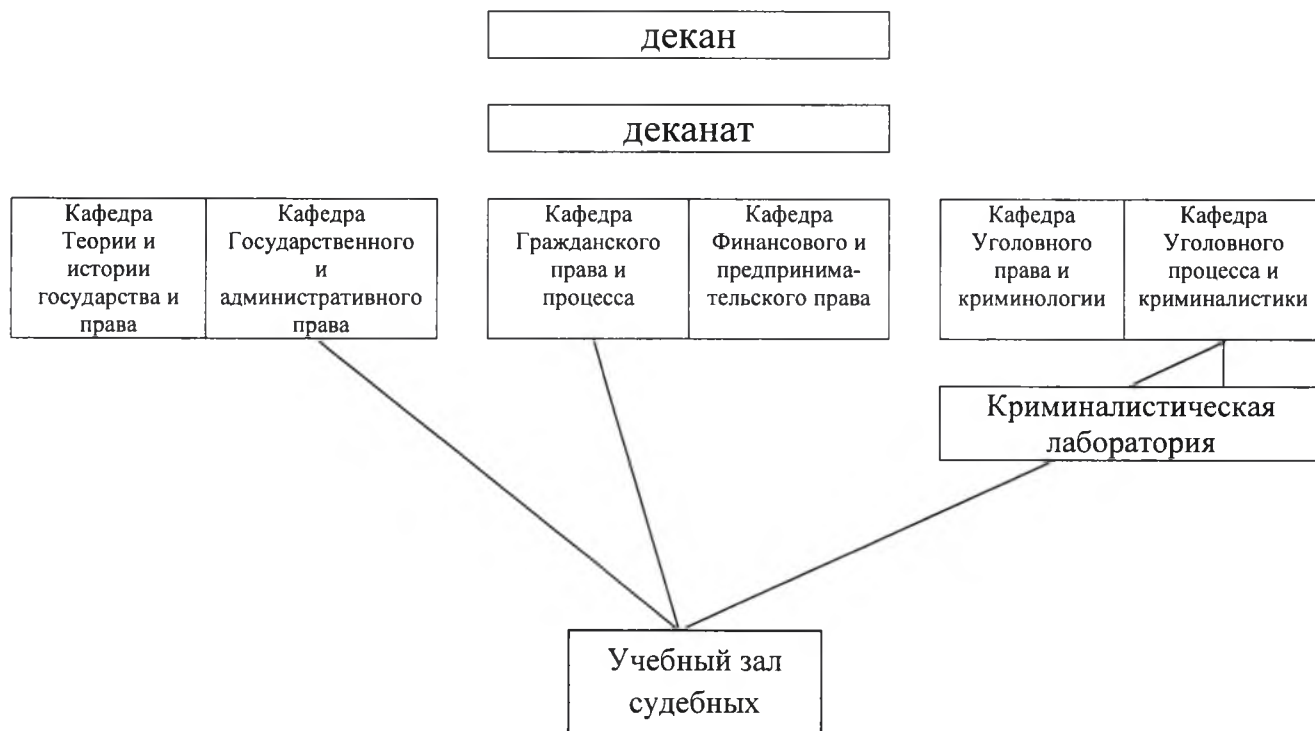 декан
деканат
Кафедра
Теории и
истории
государства и
права
Кафедра
Государственного
и
административного
права
Кафедра
Гражданского
права и
процесса
Кафедра
Финансового и
предпринима-
тельского права
Кафедра
Уголовного
права и
криминологии
Кафедра
Уголовного
процесса и
криминалистики
Криминалистическая
лаборатория
Учебный зал
судебных